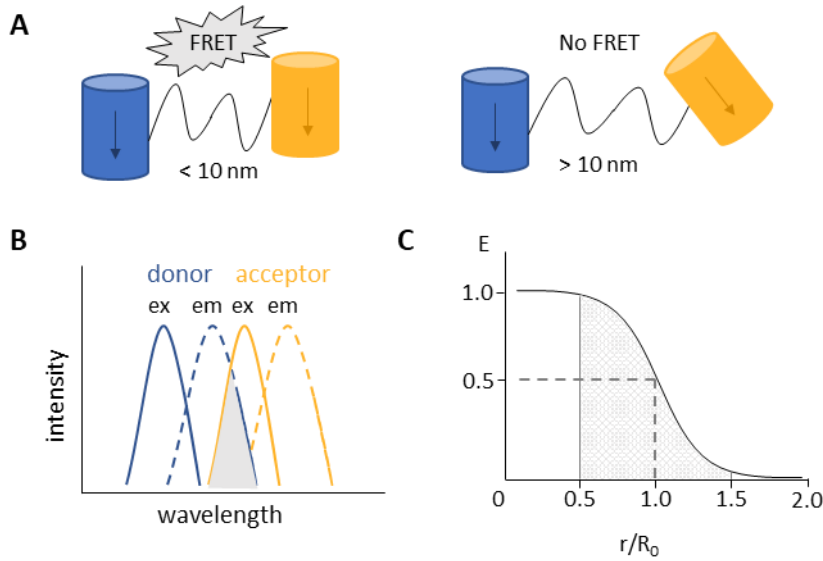 A
FRET
No FRET
< 10 nm
> 10 nm
B
donor acceptor
ex em ex em
intensity
wavelength
C
E
1.0
0.5
0 0.5 1.0 1.5 2.0
r/R₀